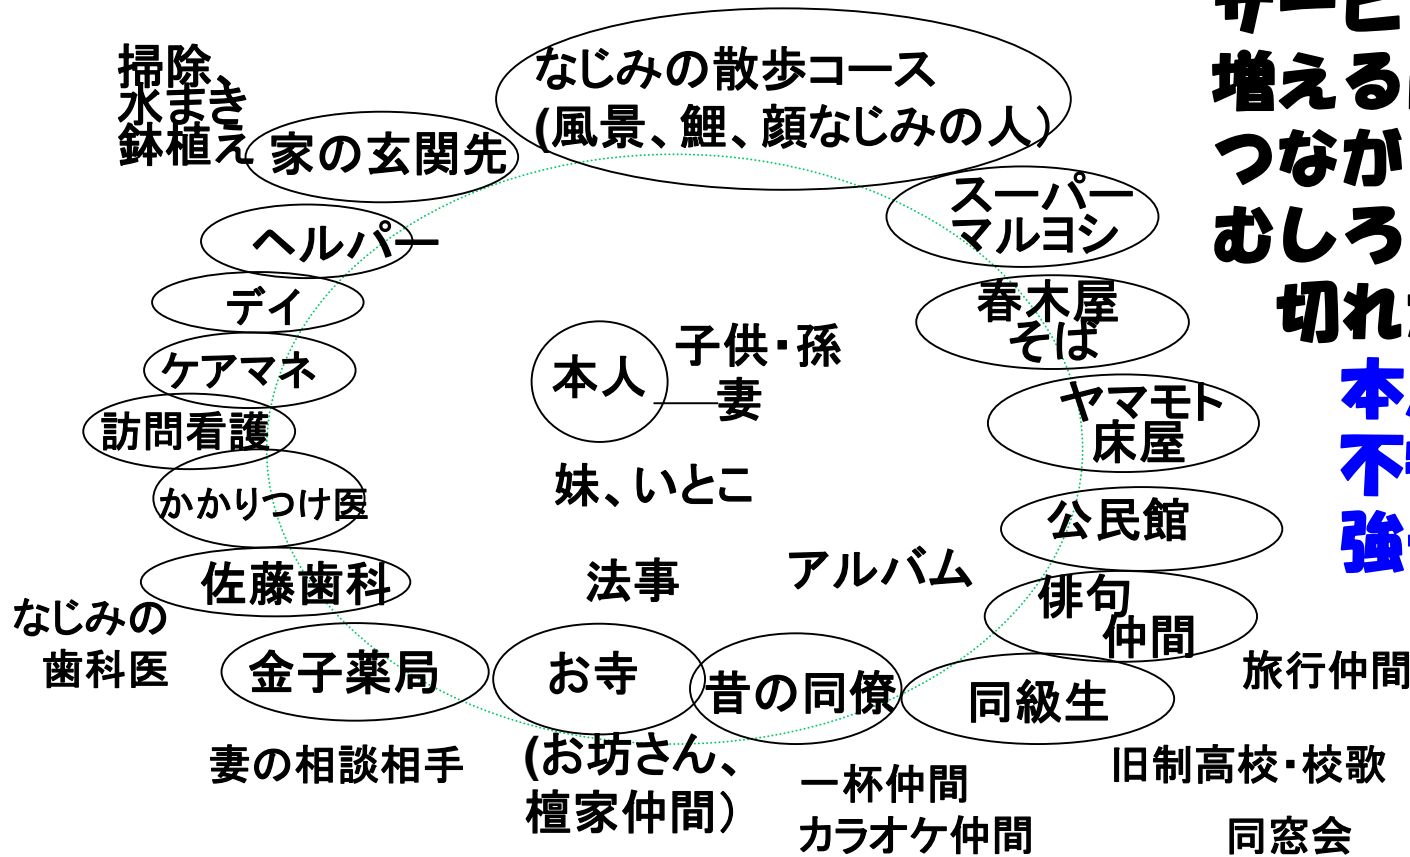 掃除、
水まき
鉢植え
家の玄関先
なじみの散歩コース
(風景、鯉、顔なじみの人）
スーパー
マルヨシ
春木屋
そば
ヤマモト
床屋
公民館
俳句
仲間
旅行仲間
同級生
旧制高校・校歌
同窓会
昔の同僚
一杯仲間
カラオケ仲間
お寺
(お坊さん、
檀家仲間）
金子薬局
妻の相談相手
佐藤歯科
なじみの
歯科医
かかりつけ医
訪問看護
ケアマネ
デイ
ヘルパー
本人
子供・孫
妻
妹、いとこ
法事
アルバム
サービ
増える
つなが
むしろ
切れ
本
不
強